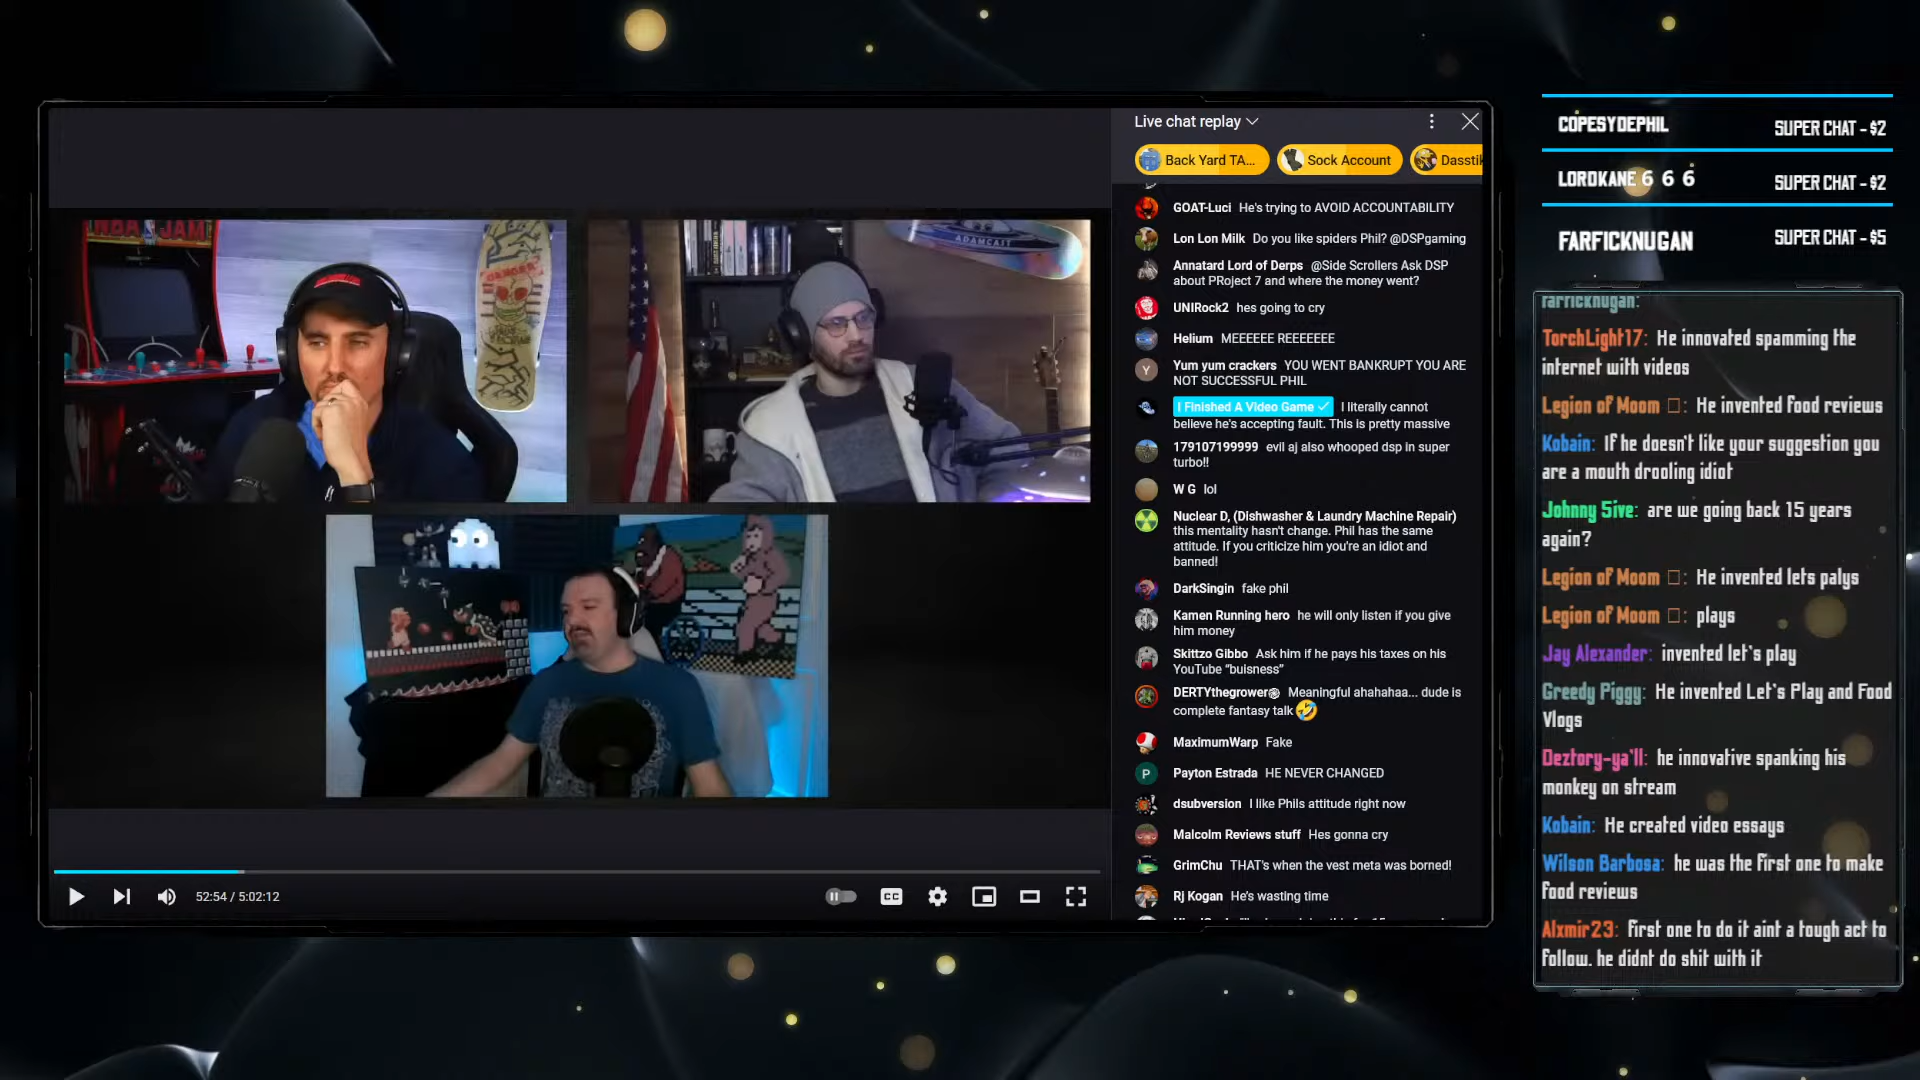 NBA JAM
ADAMCAST
52:54 / 5:02:12
CC
Live chat replay
Back Yard TA...
Sock Account
Dasstik
GOAT-Luci He's trying to AVOID ACCOUNTABILITY
Lon Lon Milk Do you like spiders Phil? @DSPgaming
Annatard Lord of Derps @Side Scrollers Ask DSP
about PRoject 7 and where the money went?
UNIRock2 hes going to cry
Helium MEEEEEE REEEEEEE
Y
Yum yum crackers YOU WENT BANKRUPT YOU ARE
NOT SUCCESSFUL PHIL
I Finished A Video Game I literally cannot
believe he's accepting fault. This is pretty massive
179107199999 evil aj also whooped dsp in super
turbo!!
W G lol
Nuclear D, (Dishwasher & Laundry Machine Repair)
this mentality hasn't change. Phil has the same
attitude. If you criticize him you're an idiot and
banned!
DarkSingin fake phil
Kamen Running hero he will only listen if you give
him money
Skittzo Gibbo Ask him if he pays his taxes on his
YouTube “buisness”
DERTYthegrower֎ Meaningful ahahahaa... dude is
complete fantasy talk 🤣
MaximumWarp Fake
P
Payton Estrada HE NEVER CHANGED
dsubversion I like Phils attitude right now
Malcolm Reviews stuff Hes gonna cry
GrimChu THAT's when the vest meta was borned!
Rj Kogan He's wasting time
COPESYDEPHIL SUPER CHAT - $2
LORDKANE 6 6 6 SUPER CHAT - $2
FARFICKNUGAN SUPER CHAT - $5
farficknugan:
TorchLight17: He innovated spamming the
internet with videos
Legion of Moom □: He invented food reviews
Kobain: If he doesn't like your suggestion you
are a mouth drooling idiot
Johnny 5ive: are we going back 15 years
again?
Legion of Moom □: He invented lets palys
Legion of Moom □: plays
Jay Alexander: invented let's play
Greedy Piggy: He invented Let's Play and Food
Vlogs
Deztory-ya'll: he innovative spanking his
monkey on stream
Kobain: He created video essays
Wilson Barbosa: he was the first one to make
food reviews
Alxmir23: first one to do it aint a tough act to
follow. he didnt do shit with it